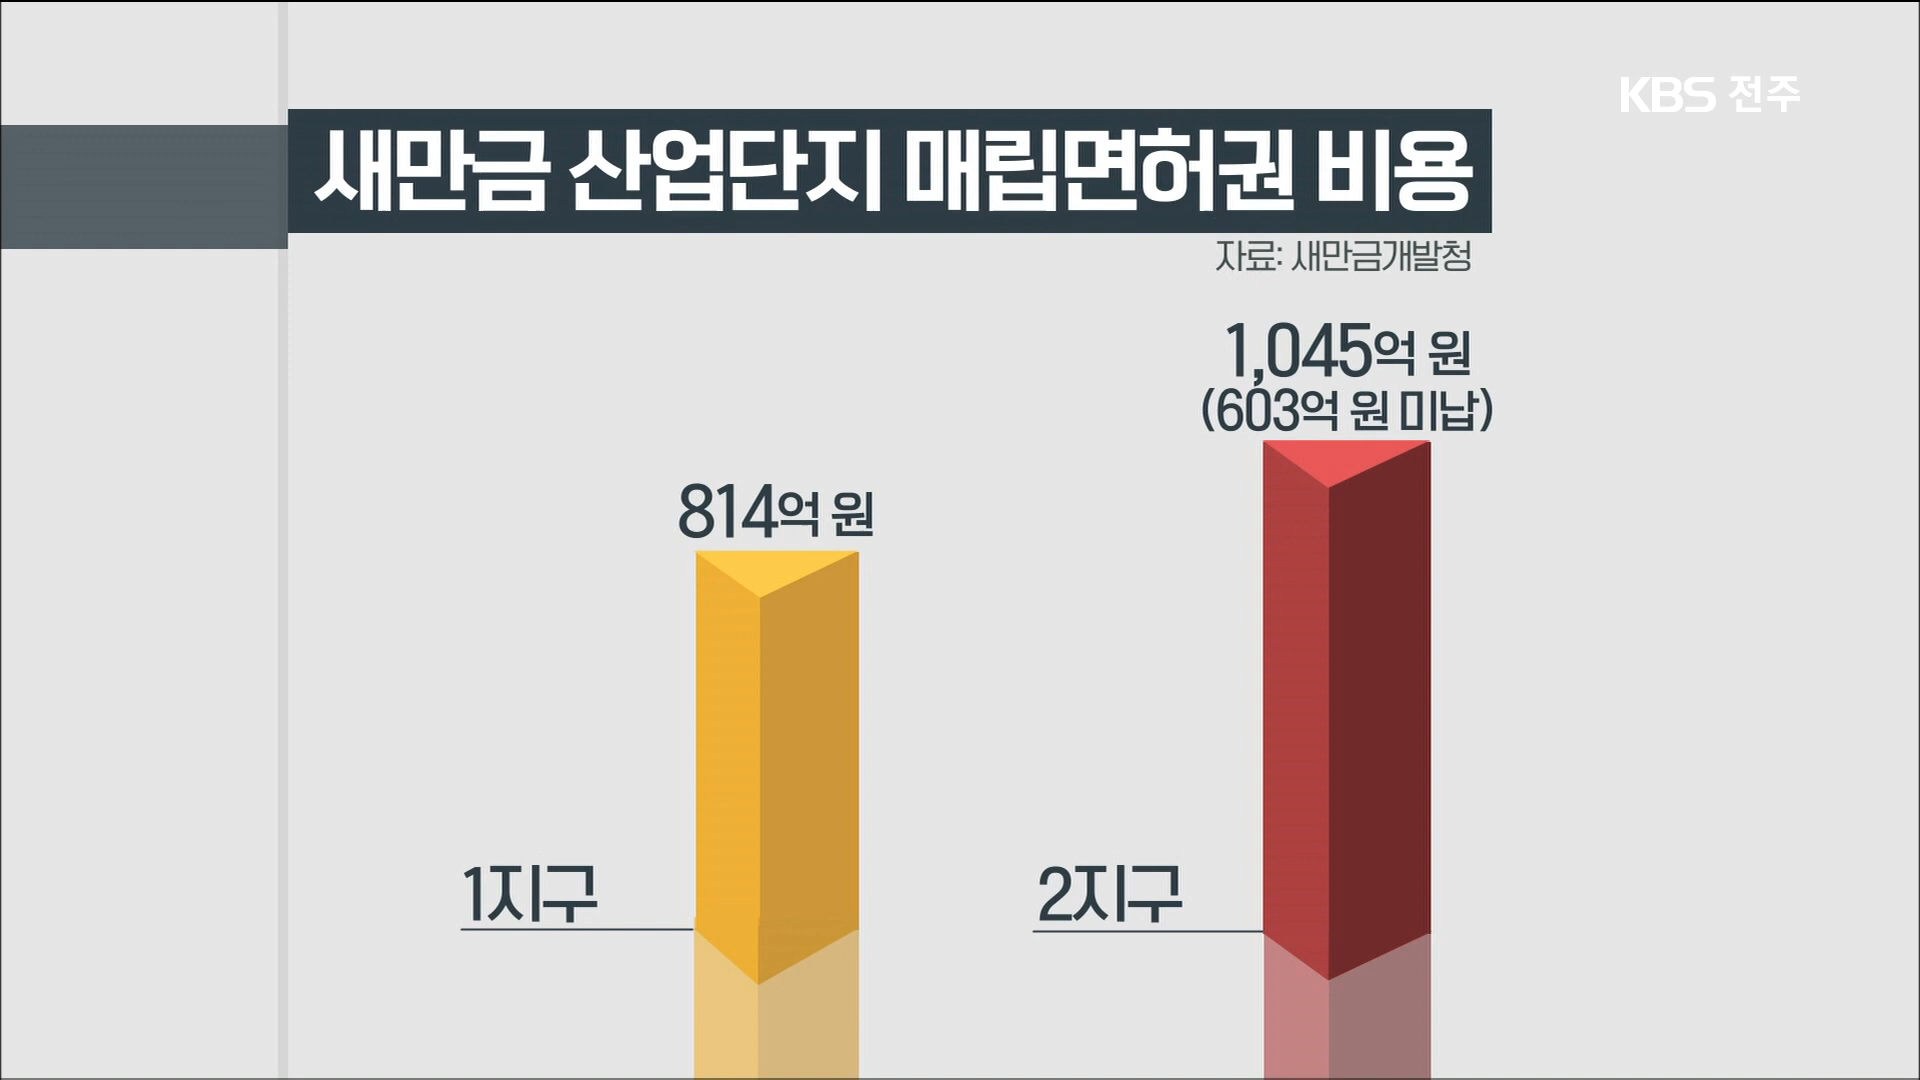 KBS 전주
새만금 산업단지 매립면허권 비용
자료: 새만금개발청
1,045억 원
(603억 원 미납)
814억 원
1지구
2지구